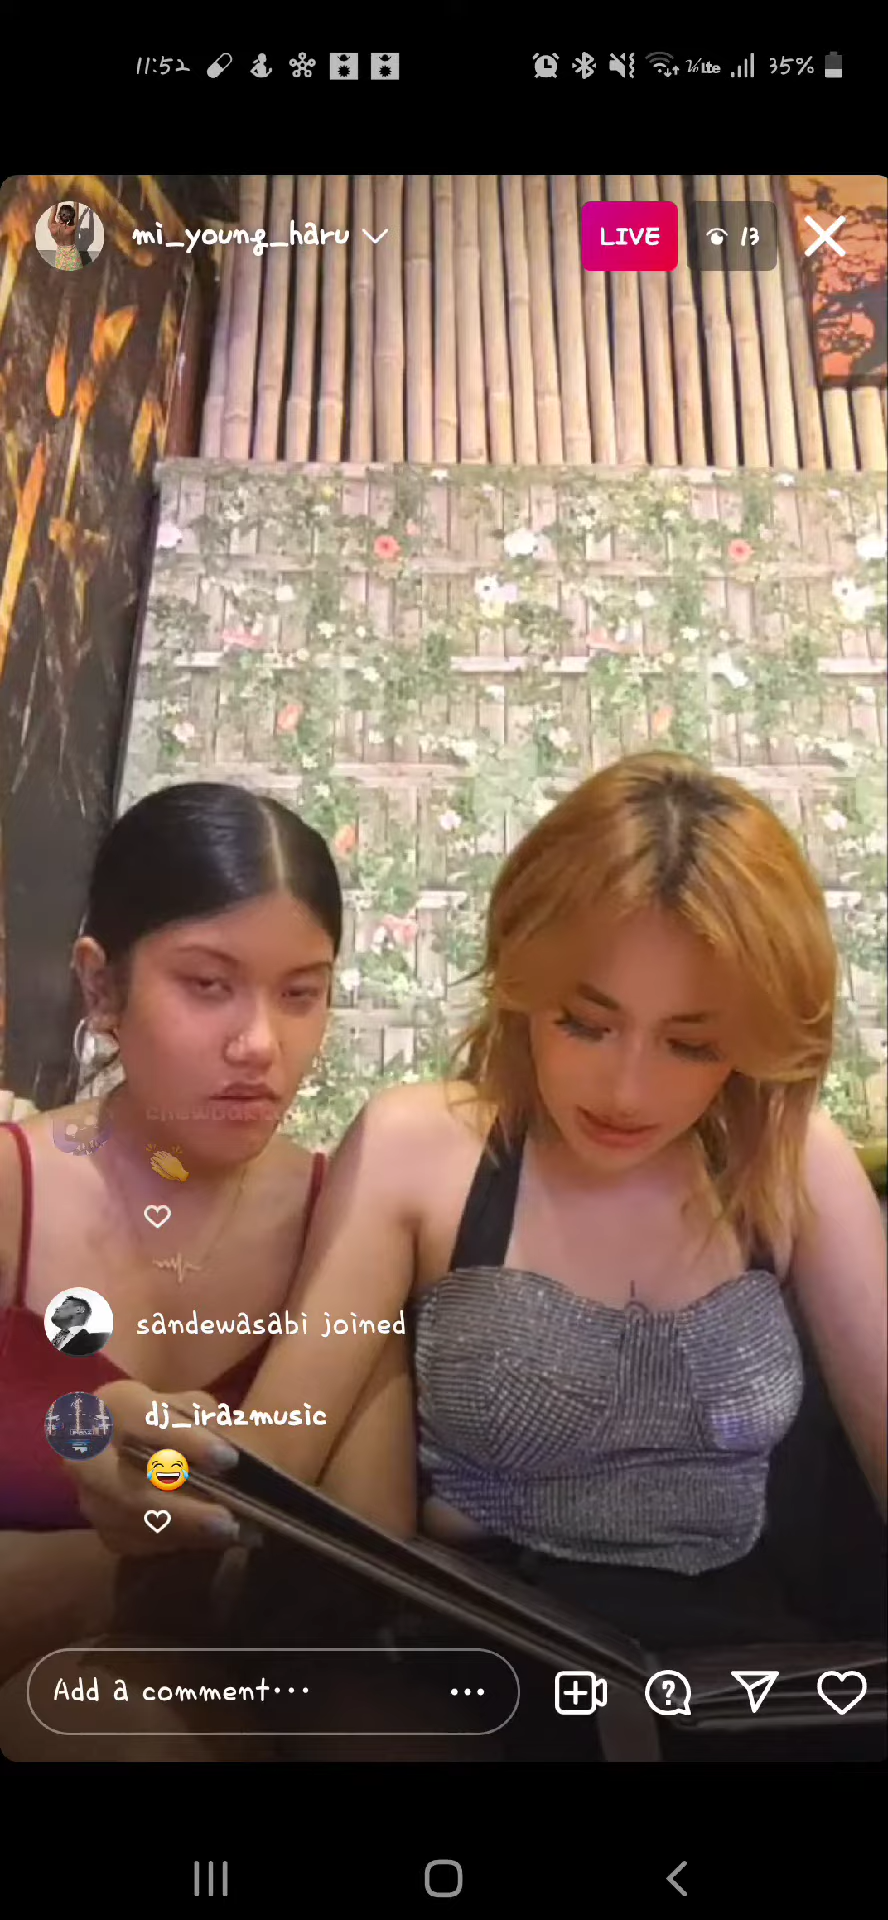 11:52 35%
mi_young_haru LIVE 13
sandewasabi joined
dj_irazmusic
😂
Add a comment...